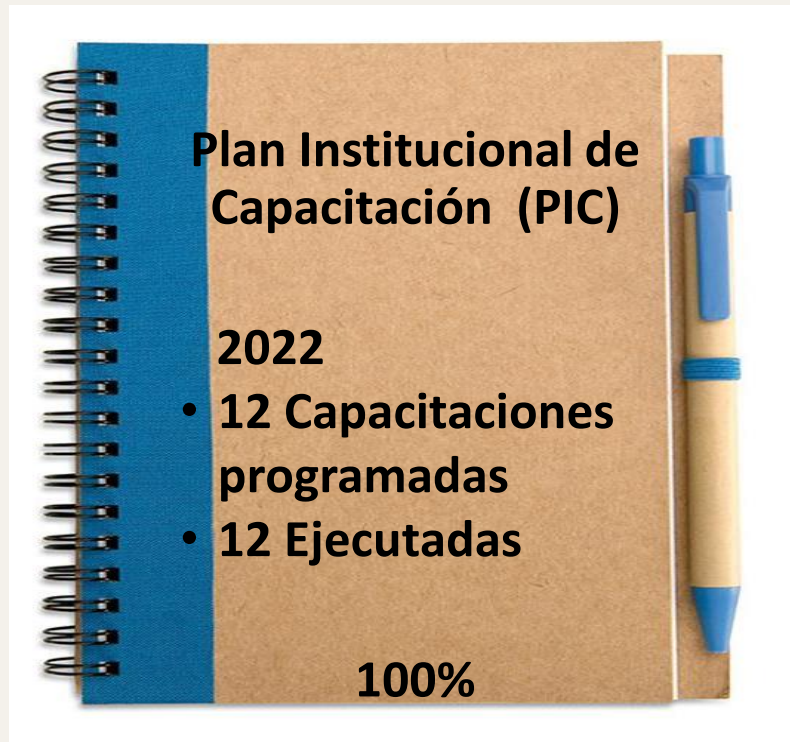 Plan Institucional de
Capacitación (PIC)
2022
• 12 Capacitaciones
programadas
• 12 Ejecutadas
100%